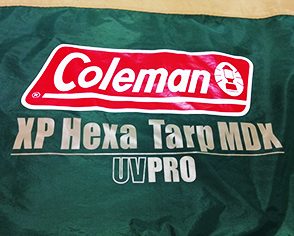 Coleman
XP Hexa Tarp MDX
UVPRO